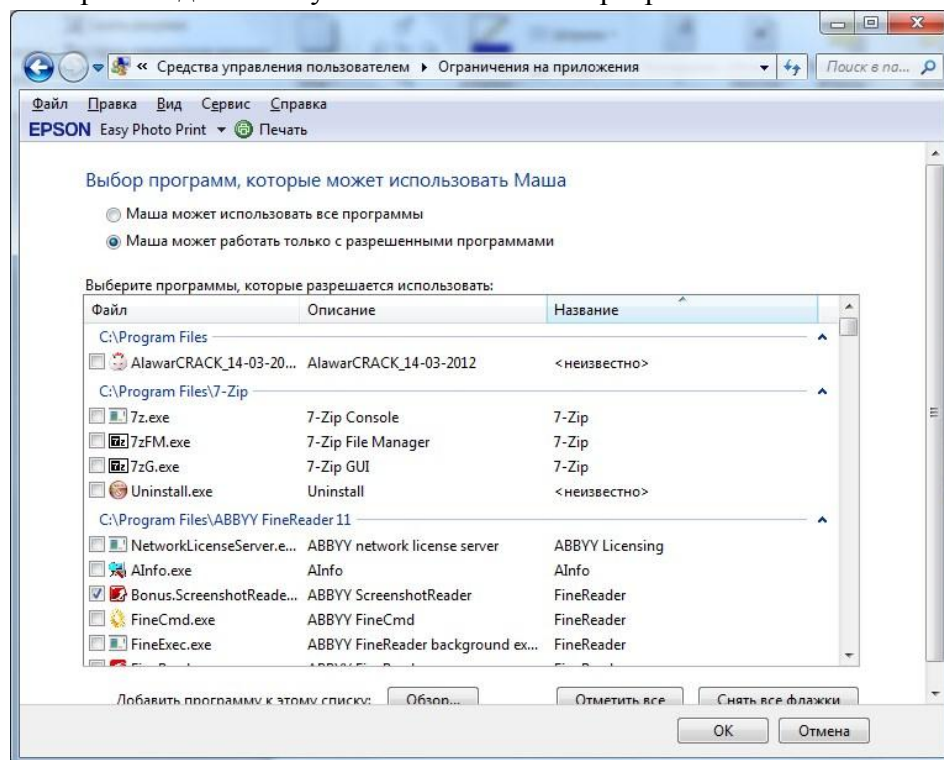 « Средства управления пользователем ▸ Ограничения на приложения Поиск в па...
Файл Правка Вид Сервис Справка
EPSON Easy Photo Print Печать
Выбор программ, которые может использовать Маша
Маша может использовать все программы
Маша может работать только с разрешенными программами
Выберите программы, которые разрешается использовать:
Файл Описание Название
C:\Program Files
AlawarCRACK_14-03-20... AlawarCRACK_14-03-2012 <неизвестно>
C:\Program Files\7-Zip
7z.exe 7-Zip Console 7-Zip
7zFM.exe 7-Zip File Manager 7-Zip
7zG.exe 7-Zip GUI 7-Zip
Uninstall.exe Uninstall <неизвестно>
C:\Program Files\ABBYY FineReader 11
NetworkLicenseServer.e... ABBYY network license server ABBYY Licensing
AInfo.exe AInfo AInfo
Bonus.ScreenshotReade... ABBYY ScreenshotReader FineReader
FineCmd.exe ABBYY FineCmd FineReader
FineExec.exe ABBYY FineReader background ex... FineReader
Добавить программу к этому списку: Обзор... Отметить все Снять все флажки
OK Отмена